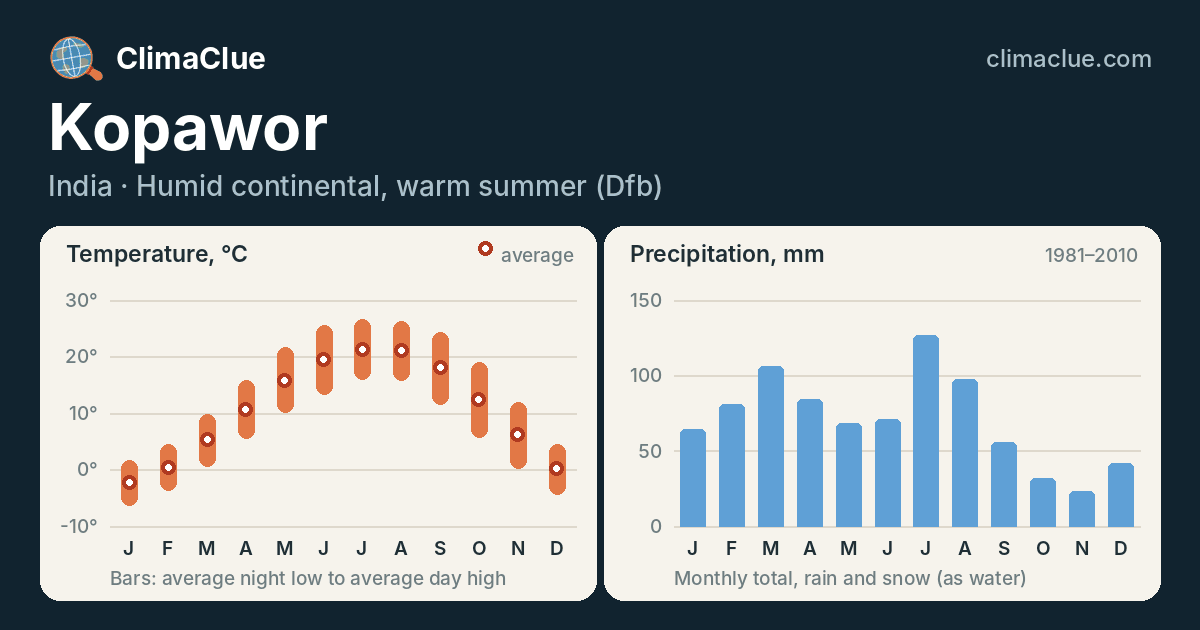 ClimaClue
climaclue.com
Kopawor
India · Humid continental, warm summer (Dfb)
Temperature, °C
average
30°
20°
10°
0°
-10°
J F M A M J J A S O N D
Bars: average night low to average day high
Precipitation, mm
1981–2010
150
100
50
0
J F M A M J J A S O N D
Monthly total, rain and snow (as water)